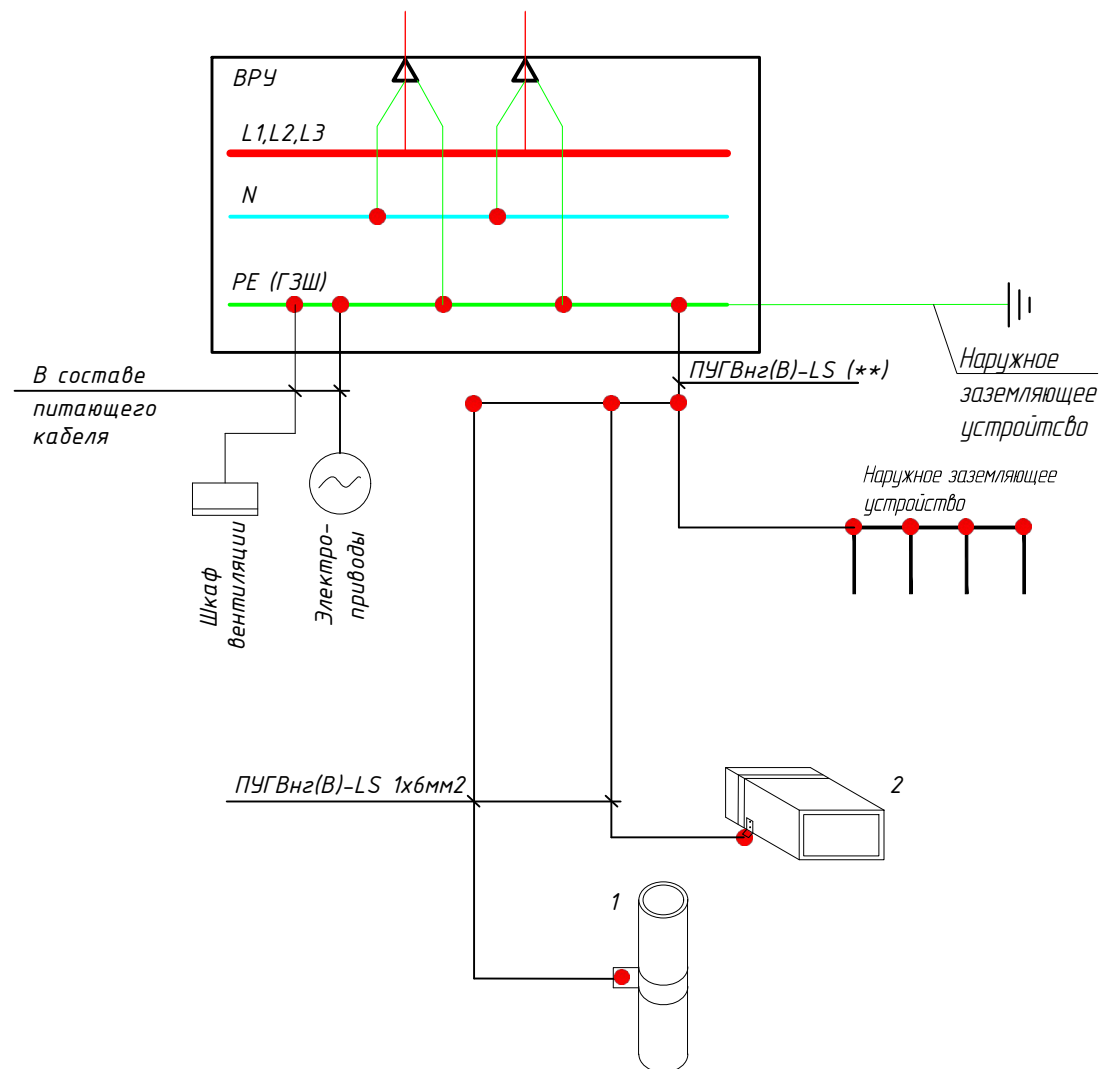 ВРУ
L1,L2,L3
N
PE (ГЗШ)
В составе
питающего
кабеля
ПУГВнг(В)-LS (**)
Наружное
заземляющее
устройтсво
Наружное заземляющее
устройство
Шкаф
вентиляции
Электро-
приводы
ПУГВнг(В)-LS 1х6мм2
2
1